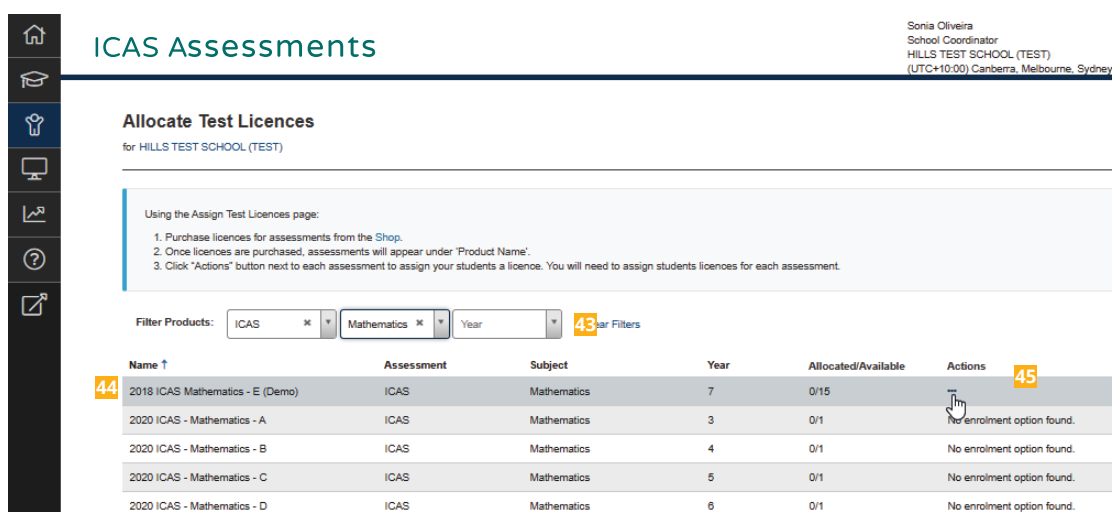 ICAS Assessments
Sonia Oliveira
School Coordinator
HILLS TEST SCHOOL (TEST)
(UTC+10:00) Canberra, Melbourne, Sydney
Allocate Test Licences
for HILLS TEST SCHOOL (TEST)
Using the Assign Test Licences page:
1. Purchase licences for assessments from the Shop.
2. Once licences are purchased, assessments will appear under 'Product Name'.
3. Click "Actions" button next to each assessment to assign your students a licence. You will need to assign students licences for each assessment.
Filter Products: ICAS Mathematics Year 43 ear Filters
Name ↑ Assessment Subject Year Allocated/Available Actions
45
44 2018 ICAS Mathematics - E (Demo) ICAS Mathematics 7 0/15 ...
2020 ICAS - Mathematics - A ICAS Mathematics 3 0/1 No enrolment option found.
2020 ICAS - Mathematics - B ICAS Mathematics 4 0/1 No enrolment option found.
2020 ICAS - Mathematics - C ICAS Mathematics 5 0/1 No enrolment option found.
2020 ICAS - Mathematics - D ICAS Mathematics 6 0/1 No enrolment option found.